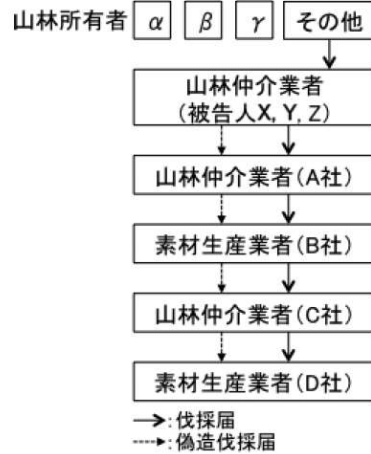 山林所有者 α β γ その他
山林仲介業者
(被告人X, Y, Z)
山林仲介業者(A社)
素材生産業者(B社)
山林仲介業者(C社)
素材生産業者(D社)
→:伐採届
┈▸:偽造伐採届